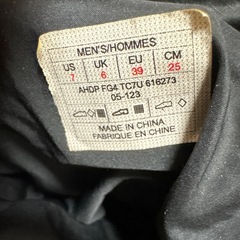 MEN'S/HOMMES
US UK EU CM
7 6 39 25
AHDP FG4 TC7U 616273
05-123
MADE IN CHINA
FABRIQUE EN CHINE